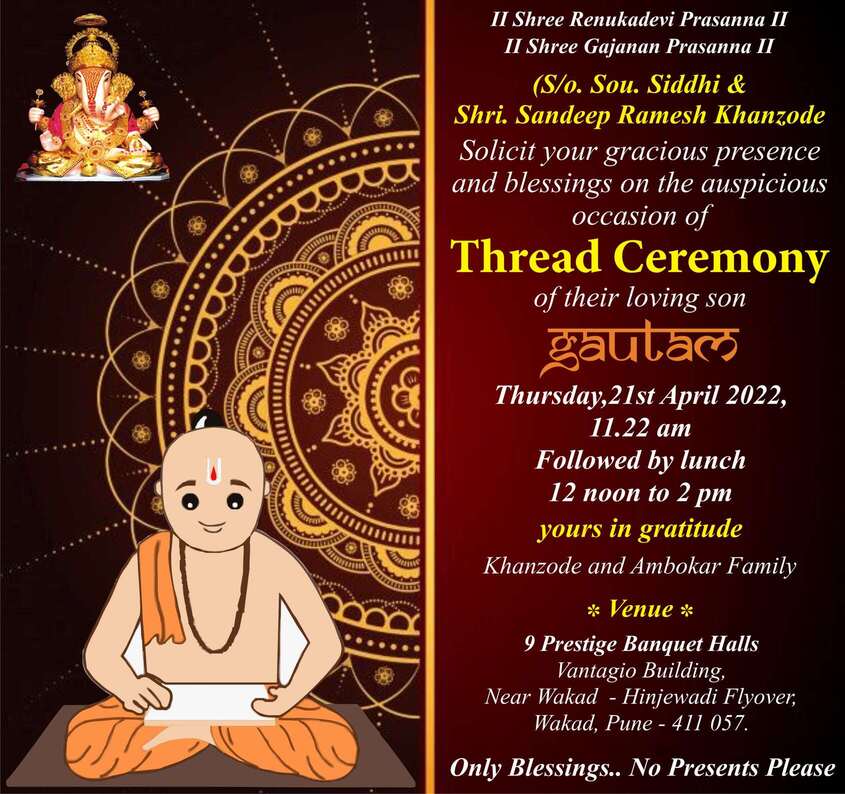 II Shree Renukadevi Prasanna II
II Shree Gajanan Prasanna II
(S/o. Sou. Siddhi &
Shri. Sandeep Ramesh Khanzode
Solicit your gracious presence
and blessings on the auspicious
occasion of
Thread Ceremony
of their loving son
Gautam
Thursday,21st April 2022,
11.22 am
Followed by lunch
12 noon to 2 pm
yours in gratitude
Khanzode and Ambokar Family
* Venue *
9 Prestige Banquet Halls
Vantagio Building,
Near Wakad - Hinjewadi Flyover,
Wakad, Pune - 411 057.
Only Blessings.. No Presents Please